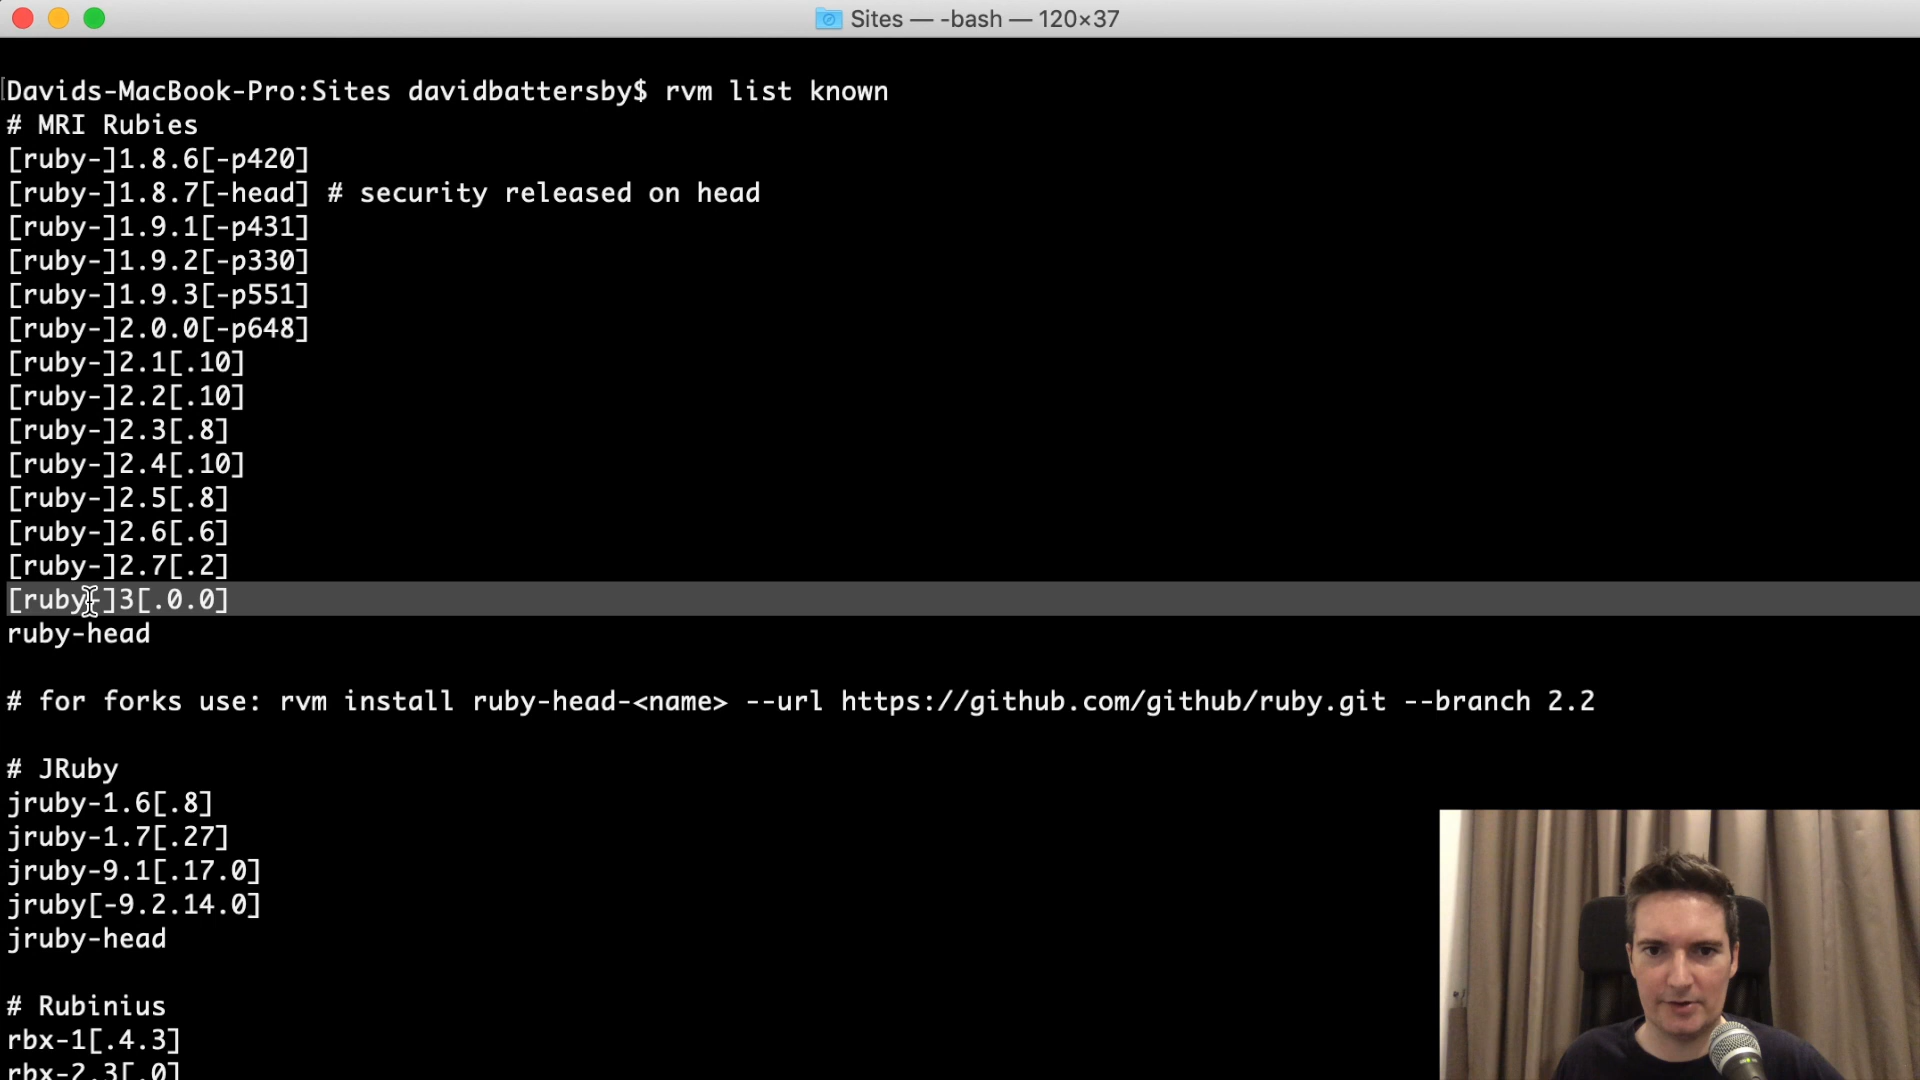 Sites — -bash — 120×37
Davids-MacBook-Pro:Sites davidbattersby$ rvm list known
# MRI Rubies
[ruby-]1.8.6[-p420]
[ruby-]1.8.7[-head] # security released on head
[ruby-]1.9.1[-p431]
[ruby-]1.9.2[-p330]
[ruby-]1.9.3[-p551]
[ruby-]2.0.0[-p648]
[ruby-]2.1[.10]
[ruby-]2.2[.10]
[ruby-]2.3[.8]
[ruby-]2.4[.10]
[ruby-]2.5[.8]
[ruby-]2.6[.6]
[ruby-]2.7[.2]
[ruby-]3[.0.0]
ruby-head
# for forks use: rvm install ruby-head-<name> --url https://github.com/github/ruby.git --branch 2.2
# JRuby
jruby-1.6[.8]
jruby-1.7[.27]
jruby-9.1[.17.0]
jruby[-9.2.14.0]
jruby-head
# Rubinius
rbx-1[.4.3]
rbx-2.3[.0]